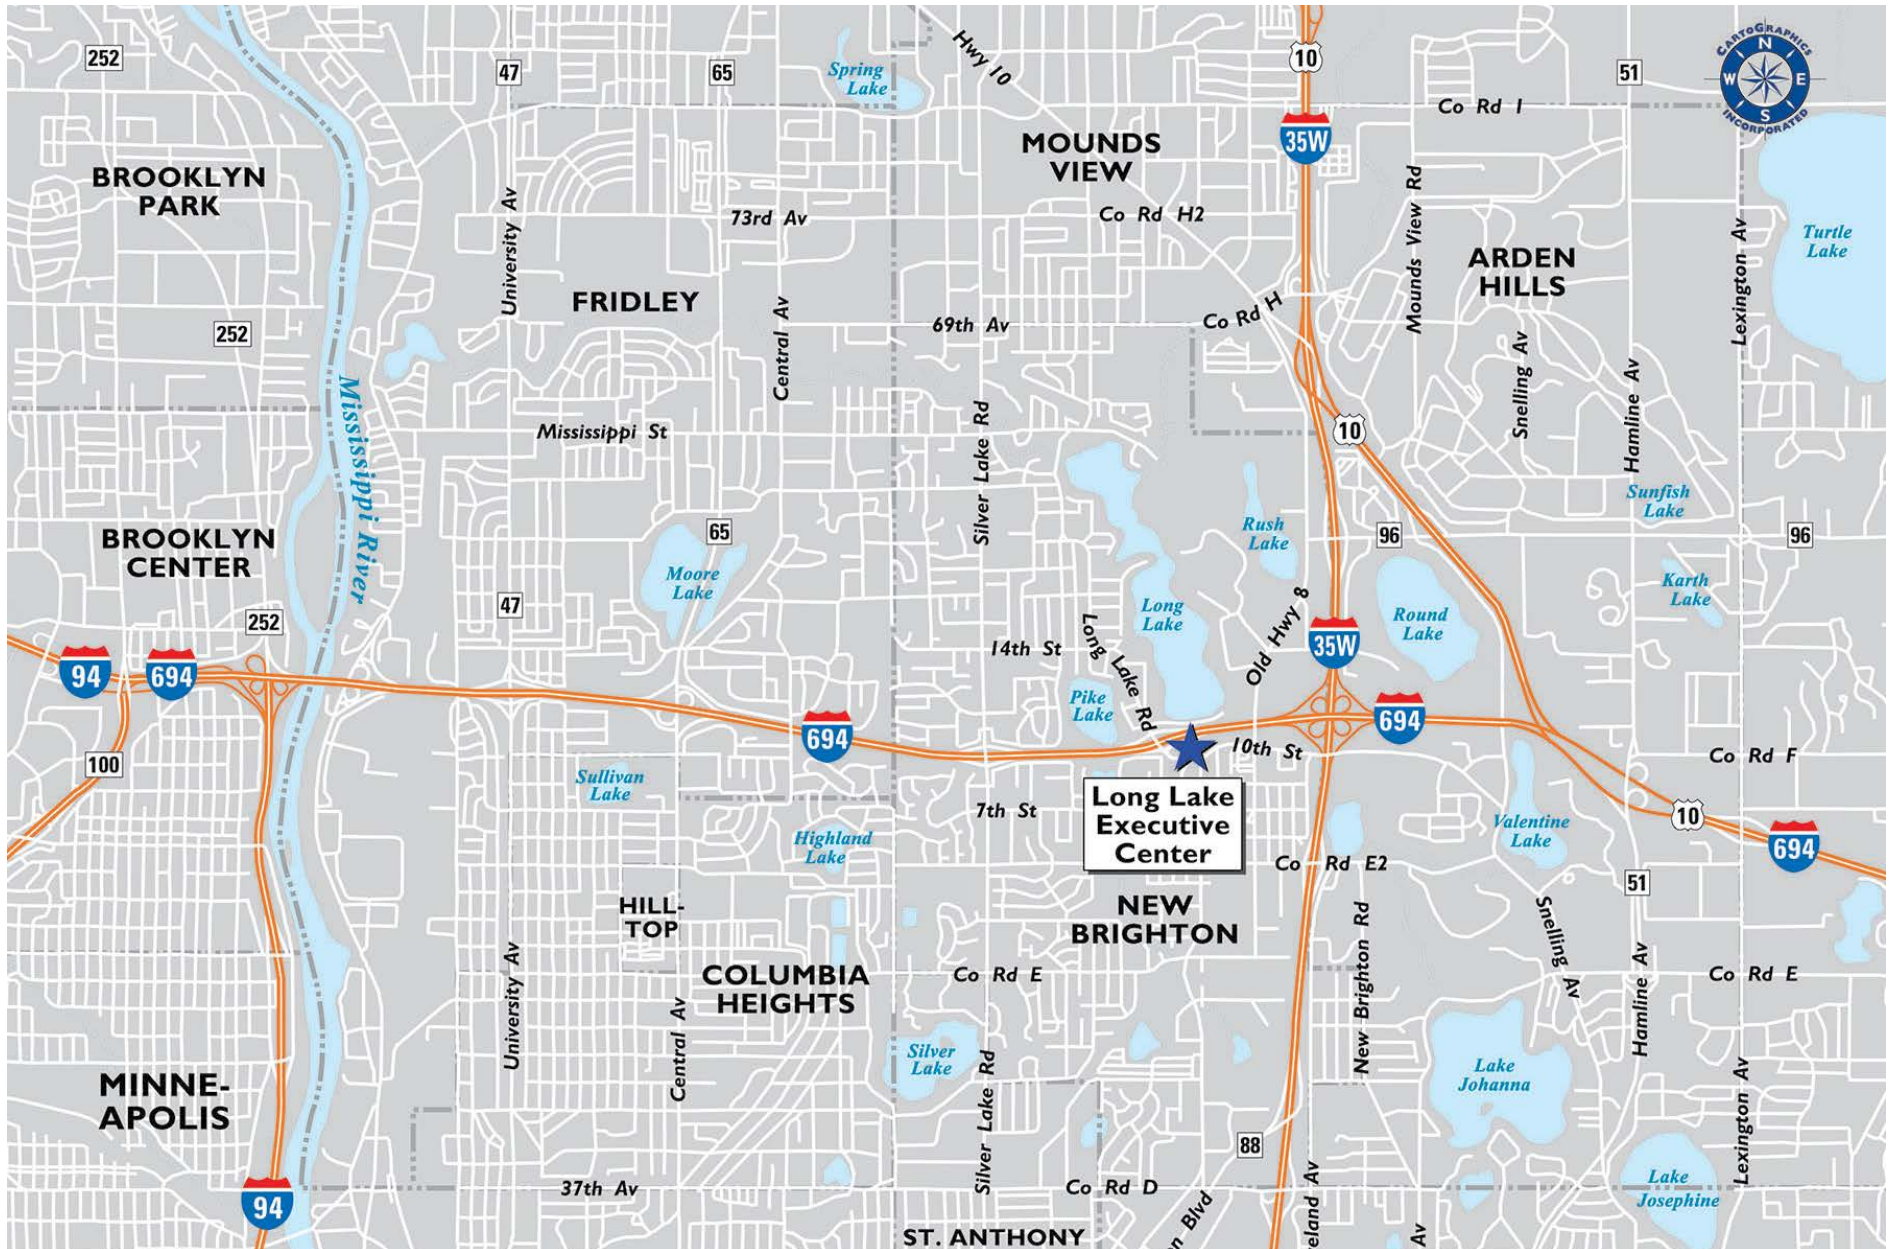 252
47
65
Spring
Lake
Hwy 10
10
51
CARTOGRAPHICS
N
W
E
S
INCORPORATED
Co Rd I
35W
MOUNDS
VIEW
BROOKLYN
PARK
University Av
73rd Av
Co Rd H2
Mounds View Rd
Lexington Av
Turtle
Lake
ARDEN
HILLS
FRIDLEY
Central Av
69th Av
Co Rd H
252
Snelling Av
Hamline Av
Mississippi River
Mississippi St
Silver Lake Rd
10
Sunfish
Lake
BROOKLYN
CENTER
65
Rush
Lake
96
96
Moore
Lake
Karth
Lake
47
Long
Lake
Round
Lake
252
14th St
Long Lake Rd
Old Hwy 8
35W
94
694
Pike
Lake
694
694
10th St
Co Rd F
100
Sullivan
Lake
7th St
Long Lake
Executive
Center
10
Valentine
Lake
694
Highland
Lake
Co Rd E2
51
HILL-
TOP
NEW
BRIGHTON
New Brighton Rd
Snelling Av
University Av
COLUMBIA
HEIGHTS
Co Rd E
Hamline Av
Co Rd E
Central Av
Silver
Lake
Silver Lake Rd
Lake
Johanna
Lexington Av
MINNE-
APOLIS
88
94
37th Av
Co Rd D
eland Av
Lake
Josephine
ST. ANTHONY
n Blvd
Av